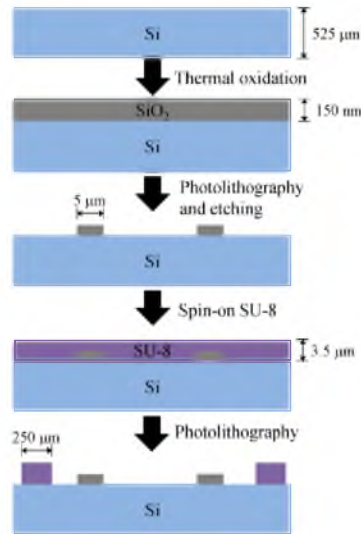 Si
525 μm
Thermal oxidation
SiO₂
150 nm
Si
Photolithography
and etching
5 μm
Si
Spin-on SU-8
SU-8
3.5 μm
Si
Photolithography
250 μm
Si